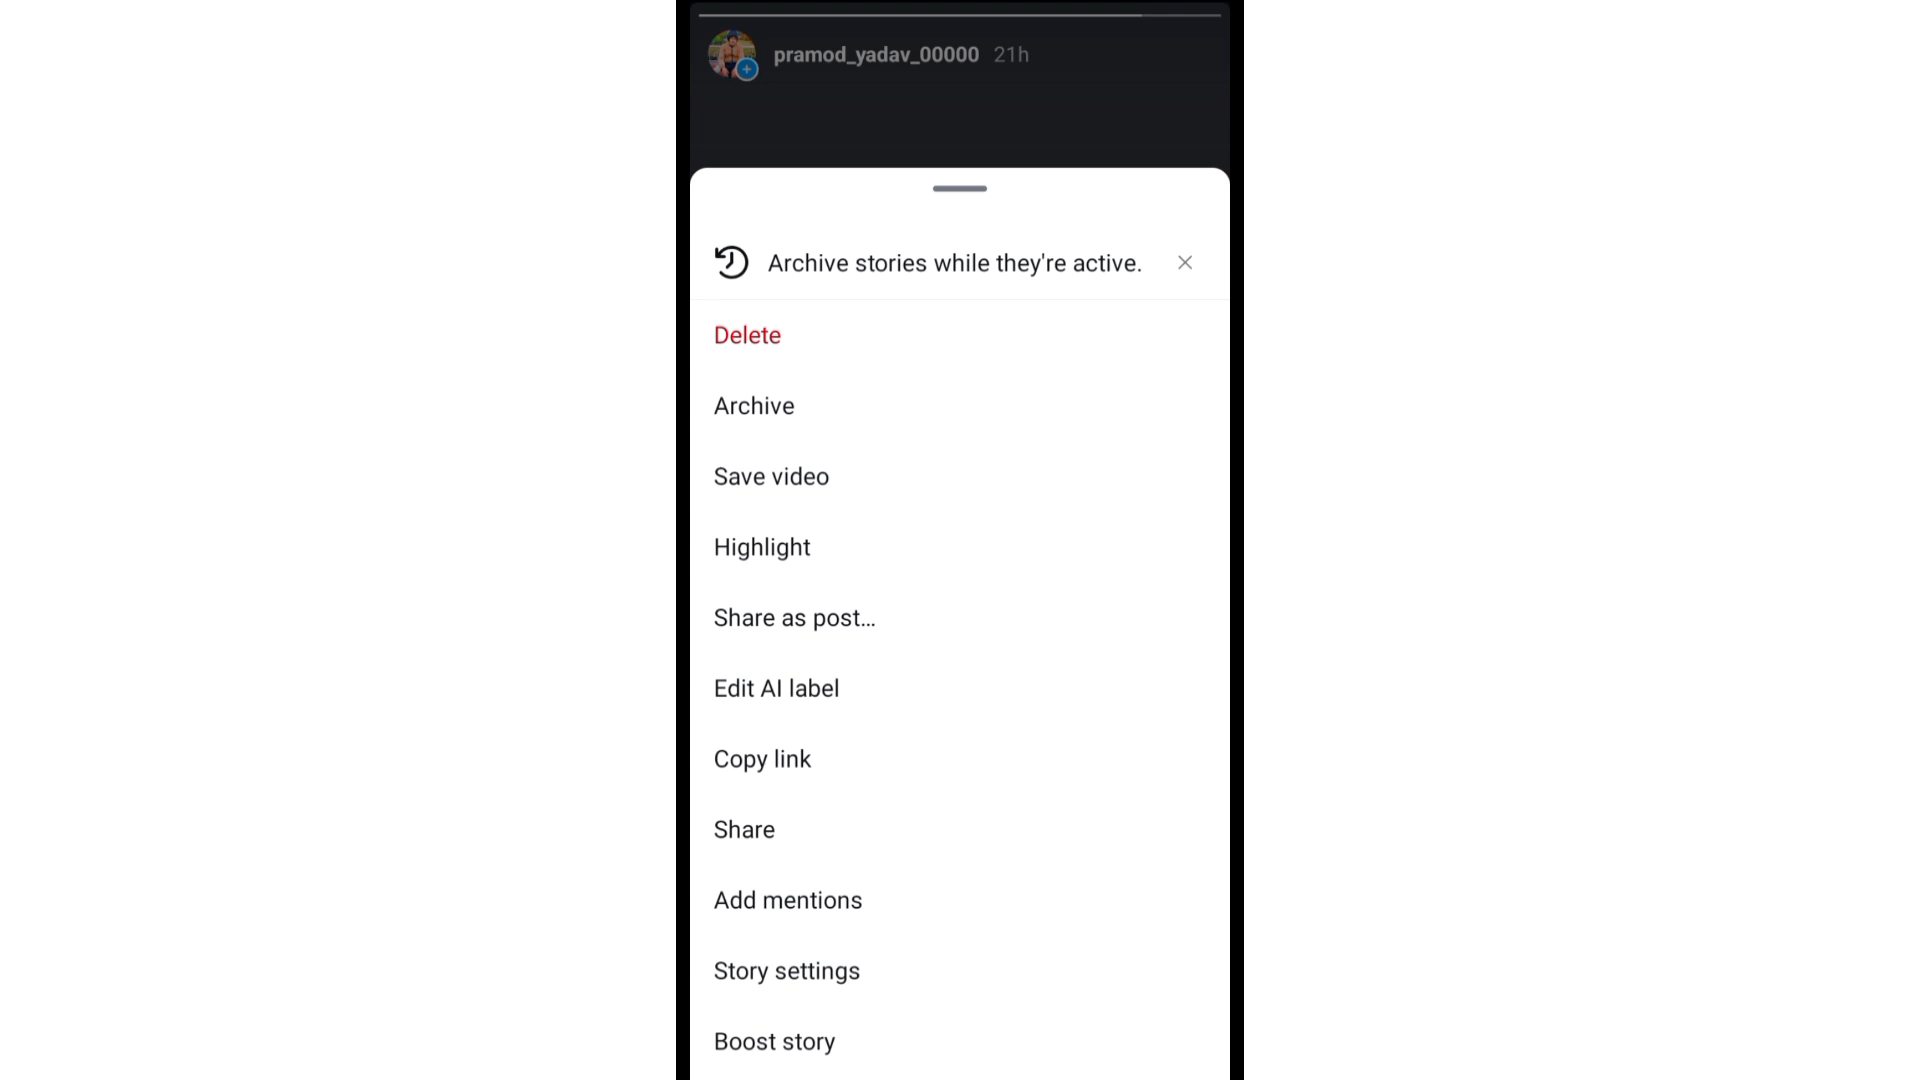 pramod_yadav_00000 21h
Archive stories while they're active.
Delete
Archive
Save video
Highlight
Share as post...
Edit AI label
Copy link
Share
Add mentions
Story settings
Boost story